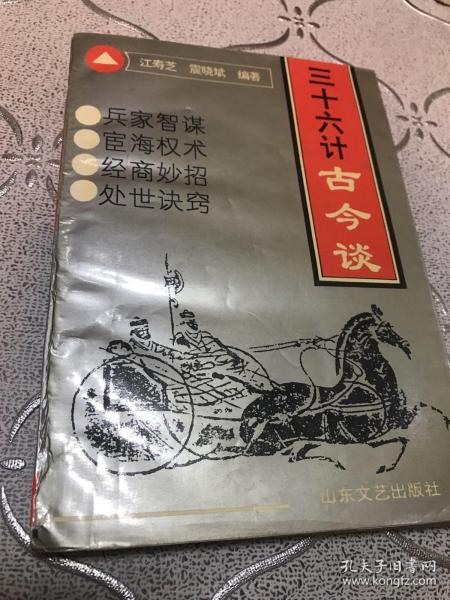 江寿芝 震晓斌 编著
三十六计
古今谈
兵家智谋
宦海权术
经商妙招
处世诀窍
山东文艺出版社
孔夫子旧书网
www.kongfz.com